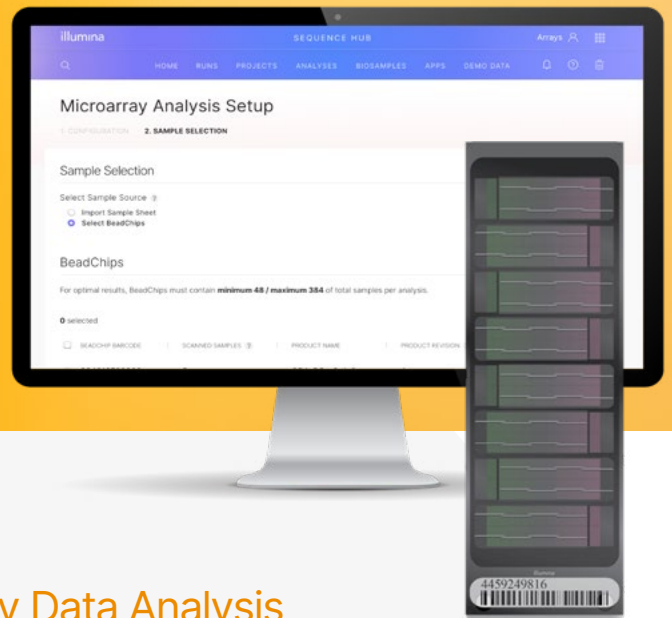 illumina
SEQUENCE HUB
Arrays
HOME RUNS PROJECTS ANALYSES BIOSAMPLES APPS DEMO DATA
Microarray Analysis Setup
1. CONFIGURATION 2. SAMPLE SELECTION
Sample Selection
Select Sample Source
Import Sample Sheet
Select BeadChips
BeadChips
For optimal results, BeadChips must contain minimum 48 / maximum 384 of total samples per analysis.
0 selected
BEADCHIP BARCODE SCANNED SAMPLES PRODUCT NAME PRODUCT REVISION
illumina
4459249816
y Data Analysis